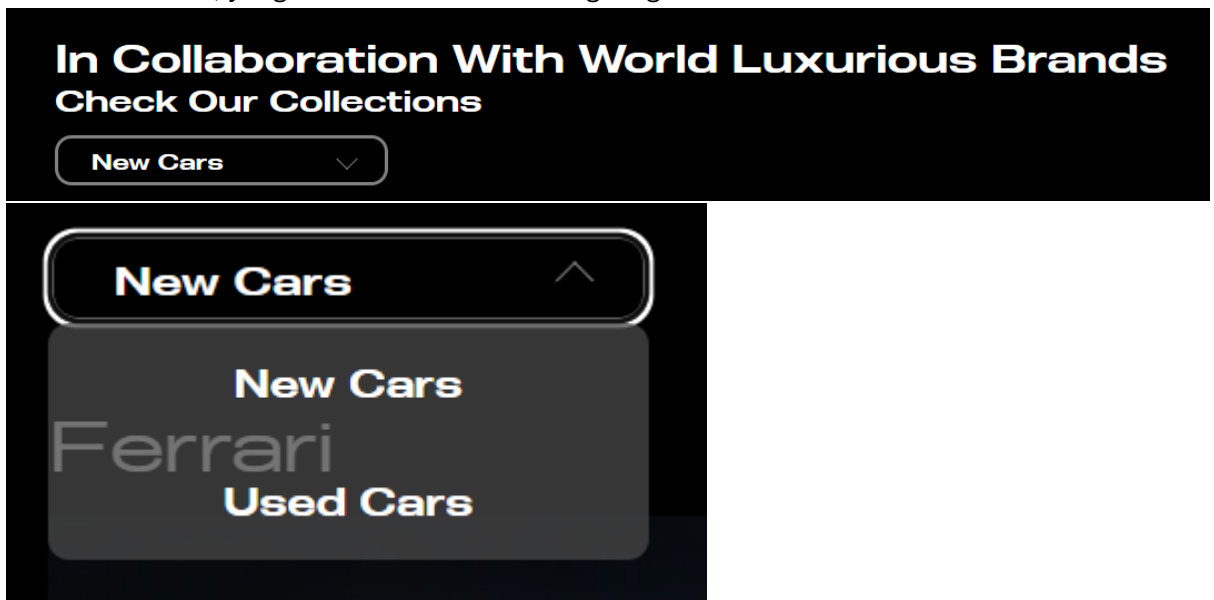 In Collaboration With World Luxurious Brands
Check Our Collections
New Cars
New Cars
New Cars
Ferrari
Used Cars